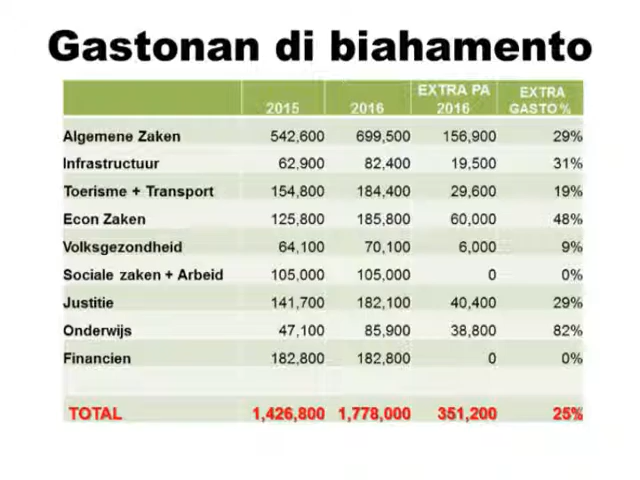 Gastonan di biahamento
2015 2016 EXTRA PA 2016 EXTRA GASTO %
Algemene Zaken 542,600 699,500 156,900 29%
Infrastructuur 62,900 82,400 19,500 31%
Toerisme + Transport 154,800 184,400 29,600 19%
Econ Zaken 125,800 185,800 60,000 48%
Volksgezondheid 64,100 70,100 6,000 9%
Sociale zaken + Arbeid 105,000 105,000 0 0%
Justitie 141,700 182,100 40,400 29%
Onderwijs 47,100 85,900 38,800 82%
Financien 182,800 182,800 0 0%
TOTAL 1,426,800 1,778,000 351,200 25%